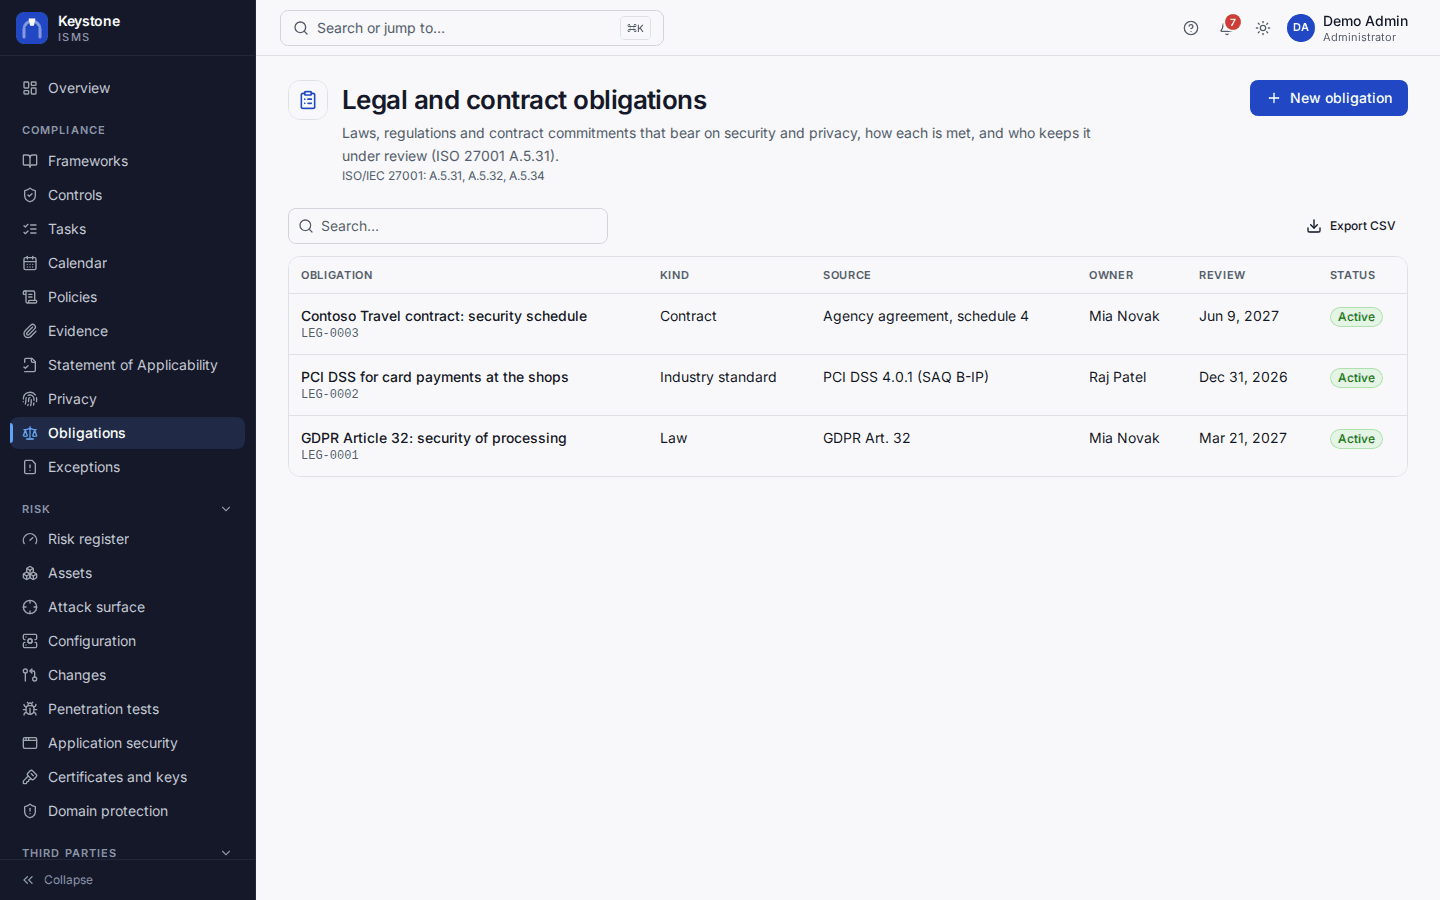 Keystone
ISMS
Search or jump to...
⌘K
7
DA
Demo Admin
Administrator
Overview
COMPLIANCE
Frameworks
Controls
Tasks
Calendar
Policies
Evidence
Statement of Applicability
Privacy
Obligations
Exceptions
RISK
Risk register
Assets
Attack surface
Configuration
Changes
Penetration tests
Application security
Certificates and keys
Domain protection
THIRD PARTIES
Collapse
Legal and contract obligations
New obligation
Laws, regulations and contract commitments that bear on security and privacy, how each is met, and who keeps it
under review (ISO 27001 A.5.31).
ISO/IEC 27001: A.5.31, A.5.32, A.5.34
Search...
Export CSV
OBLIGATION KIND SOURCE OWNER REVIEW STATUS
Contoso Travel contract: security schedule Contract Agency agreement, schedule 4 Mia Novak Jun 9, 2027 Active
LEG-0003
PCI DSS for card payments at the shops Industry standard PCI DSS 4.0.1 (SAQ B-IP) Raj Patel Dec 31, 2026 Active
LEG-0002
GDPR Article 32: security of processing Law GDPR Art. 32 Mia Novak Mar 21, 2027 Active
LEG-0001